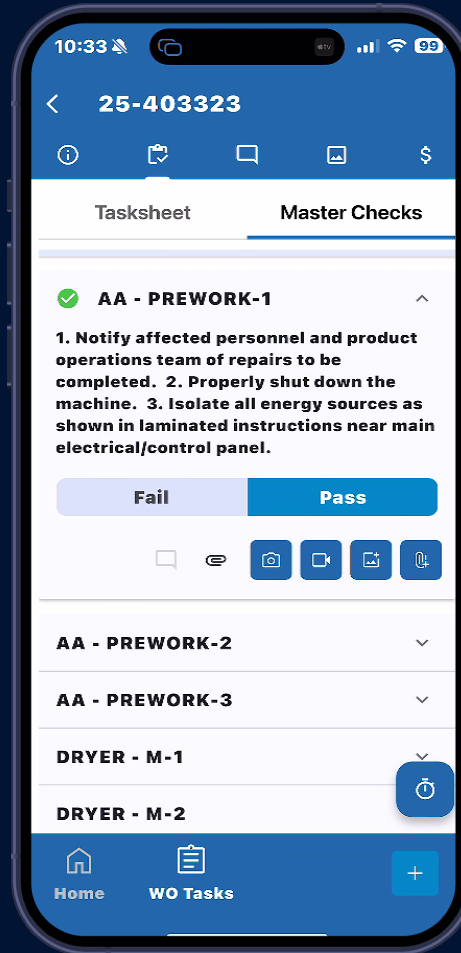 10:33
tv
99
25-403323
$
Tasksheet
Master Checks
AA - PREWORK-1
1. Notify affected personnel and product
operations team of repairs to be
completed. 2. Properly shut down the
machine. 3. Isolate all energy sources as
shown in laminated instructions near main
electrical/control panel.
Fail
Pass
AA - PREWORK-2
AA - PREWORK-3
DRYER - M-1
DRYER - M-2
Home
WO Tasks